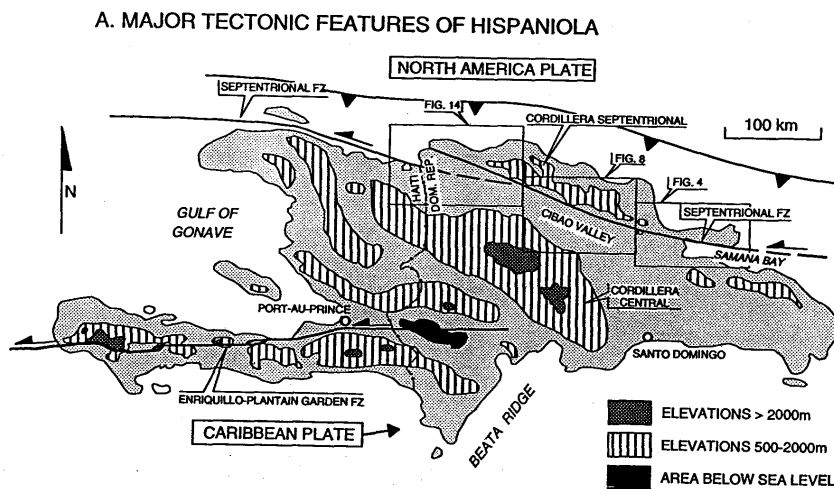 A. MAJOR TECTONIC FEATURES OF HISPANIOLA
NORTH AMERICA PLATE
SEPTENTRIONAL FZ
FIG. 14
CORDILLERA SEPTENTRIONAL
100 km
FIG. 8
FIG. 4
N
HAITI
DOM. REP
GULF OF
GONAVE
CIBAO VALLEY
SEPTENTRIONAL FZ
SAMANA BAY
CORDILLERA
CENTRAL
PORT-AU-PRINCE
SANTO DOMINGO
ENRIQUILLO-PLANTAIN GARDEN FZ
CARIBBEAN PLATE
BEATA RIDGE
ELEVATIONS > 2000m
ELEVATIONS 500-2000m
AREA BELOW SEA LEVEL